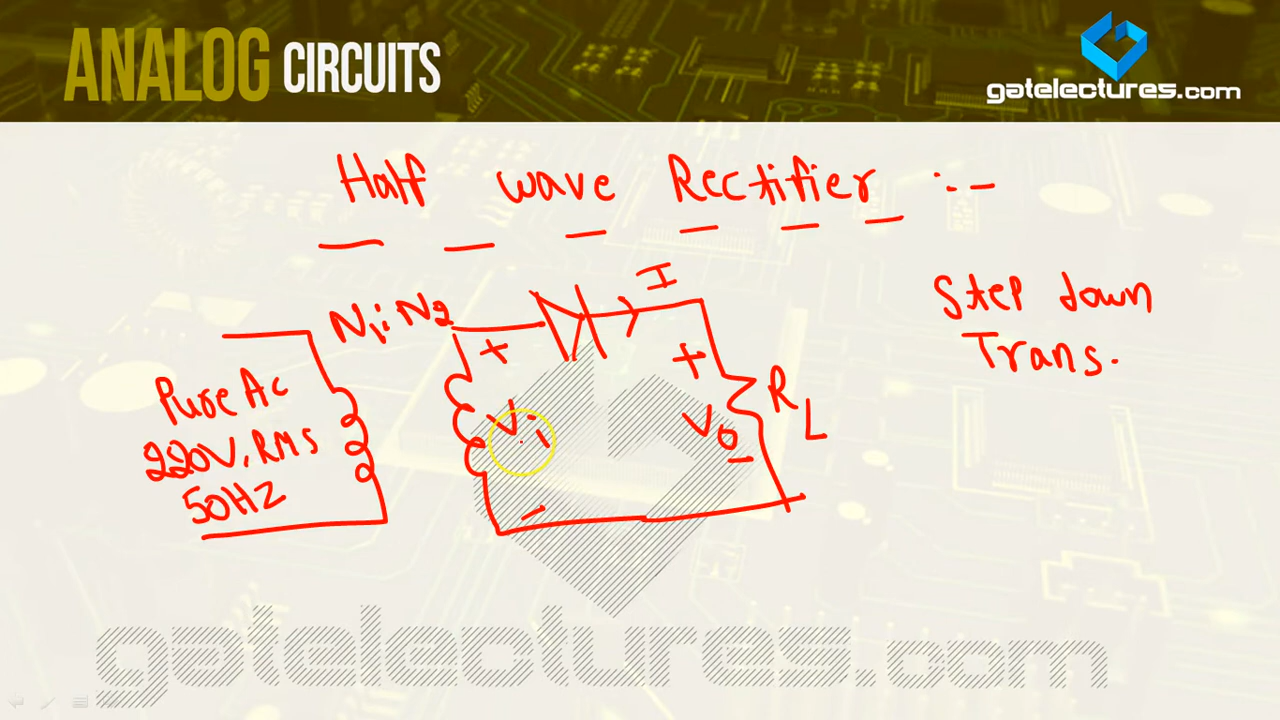 ANALOG CIRCUITS
gatelectures.com
Half wave Rectifier :-
I
N1:N2
+
+
Pure Ac
220V, RMS
50HZ
Vi
Vo
RL
-
-
Step down
Trans.
gatelectures.com